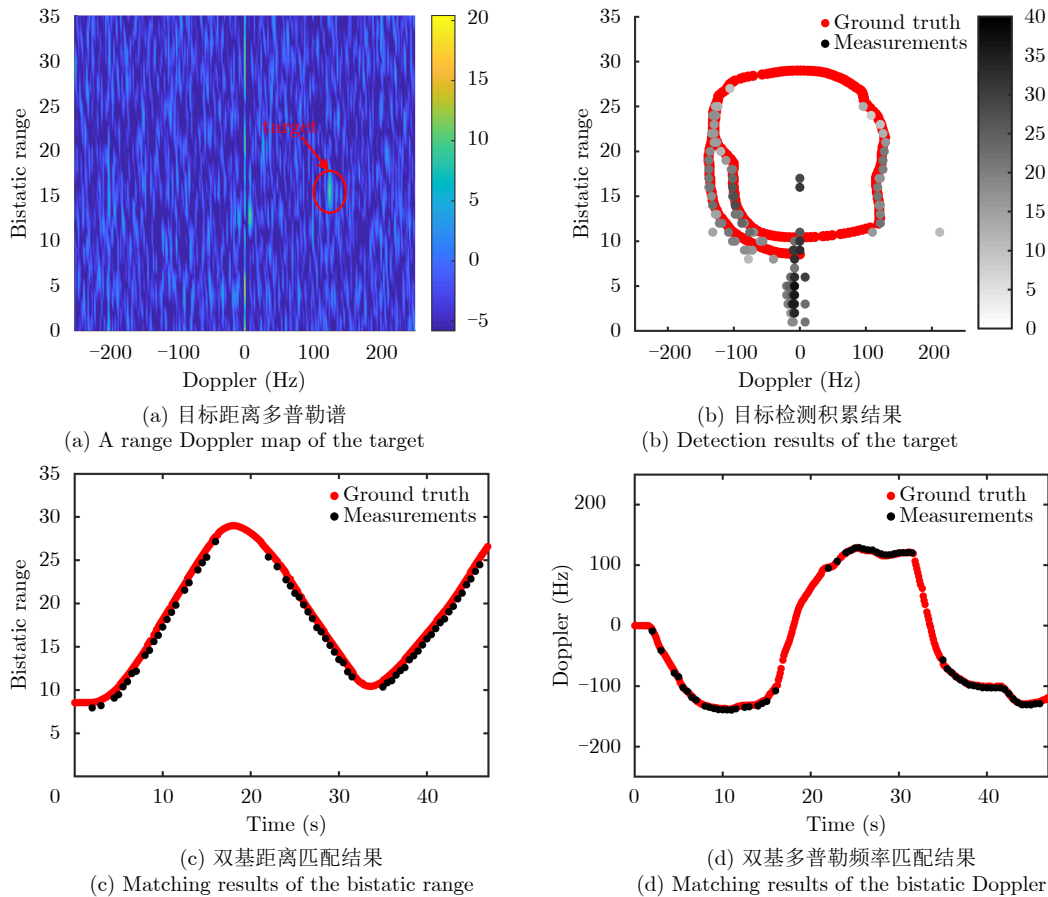 35
30
25
20
15
10
5
0
Bistatic range
target
−200
−100
0
100
200
Doppler (Hz)
20
15
10
5
0
−5
(a) 目标距离多普勒谱
(a) A range Doppler map of the target
35
30
25
20
15
10
5
0
Bistatic range
Ground truth
Measurements
−200
−100
0
100
200
Doppler (Hz)
40
35
30
25
20
15
10
5
0
(b) 目标检测积累结果
(b) Detection results of the target
35
30
25
20
15
10
5
Bistatic range
Ground truth
Measurements
0
20
40
Time (s)
(c) 双基距离匹配结果
(c) Matching results of the bistatic range
200
100
0
−100
−200
Doppler (Hz)
Ground truth
Measurements
0
20
40
Time (s)
(d) 双基多普勒频率匹配结果
(d) Matching results of the bistatic Doppler